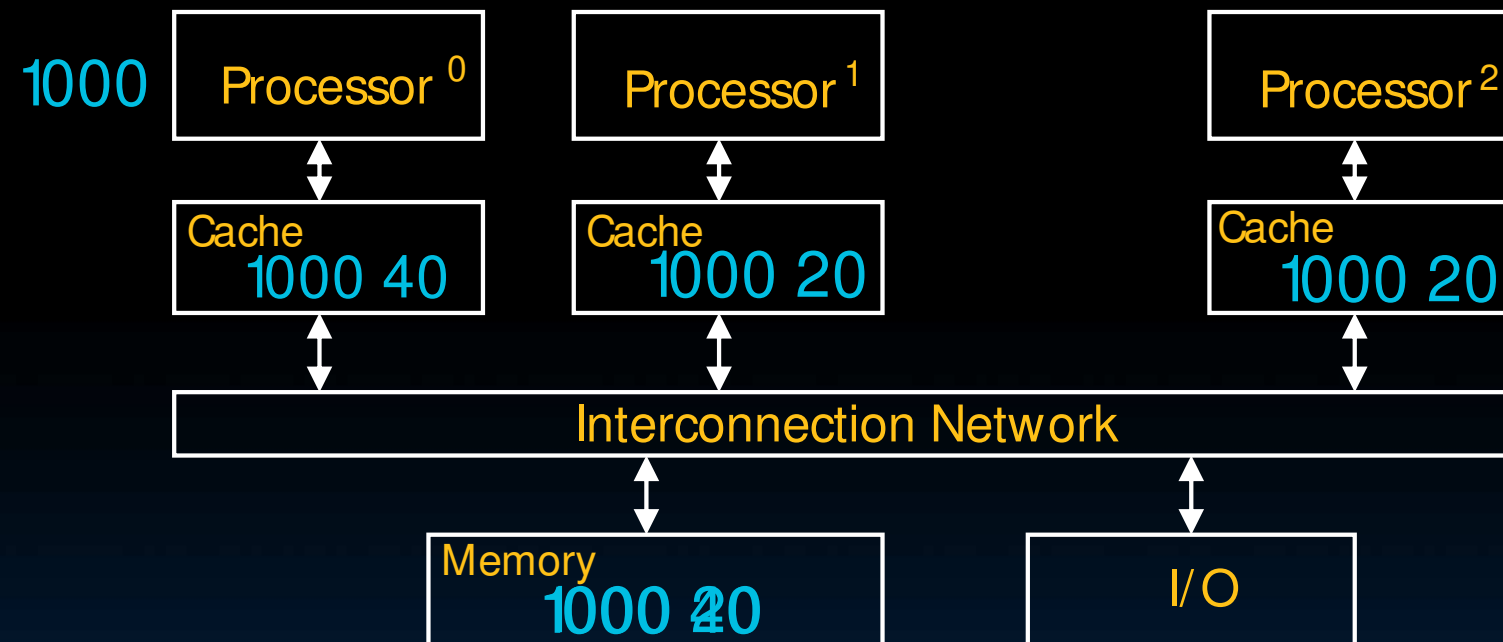 1000
Processor 0
Processor 1
Processor 2
Cache
1000 40
Cache
1000 20
Cache
1000 20
Interconnection Network
Memory
1000
I/O